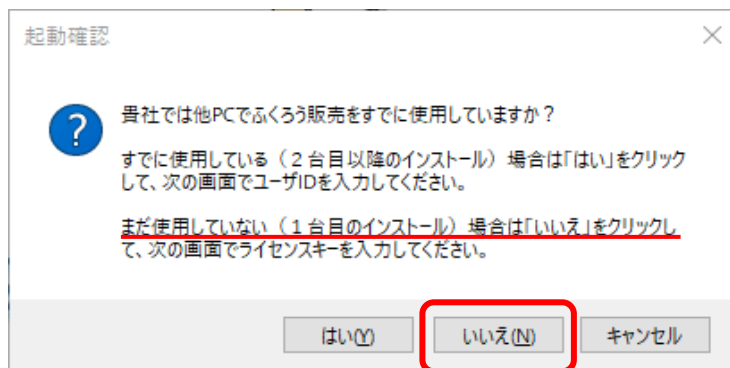 起動確認
貴社では他PCでふくろう販売をすでに使用していますか？
すでに使用している（２台目以降のインストール）場合は「はい」をクリック
して、次の画面でユーザIDを入力してください。
まだ使用していない（１台目のインストール）場合は「いいえ」をクリックし
て、次の画面でライセンスキーを入力してください。
はい(Y)
いいえ(N)
キャンセル